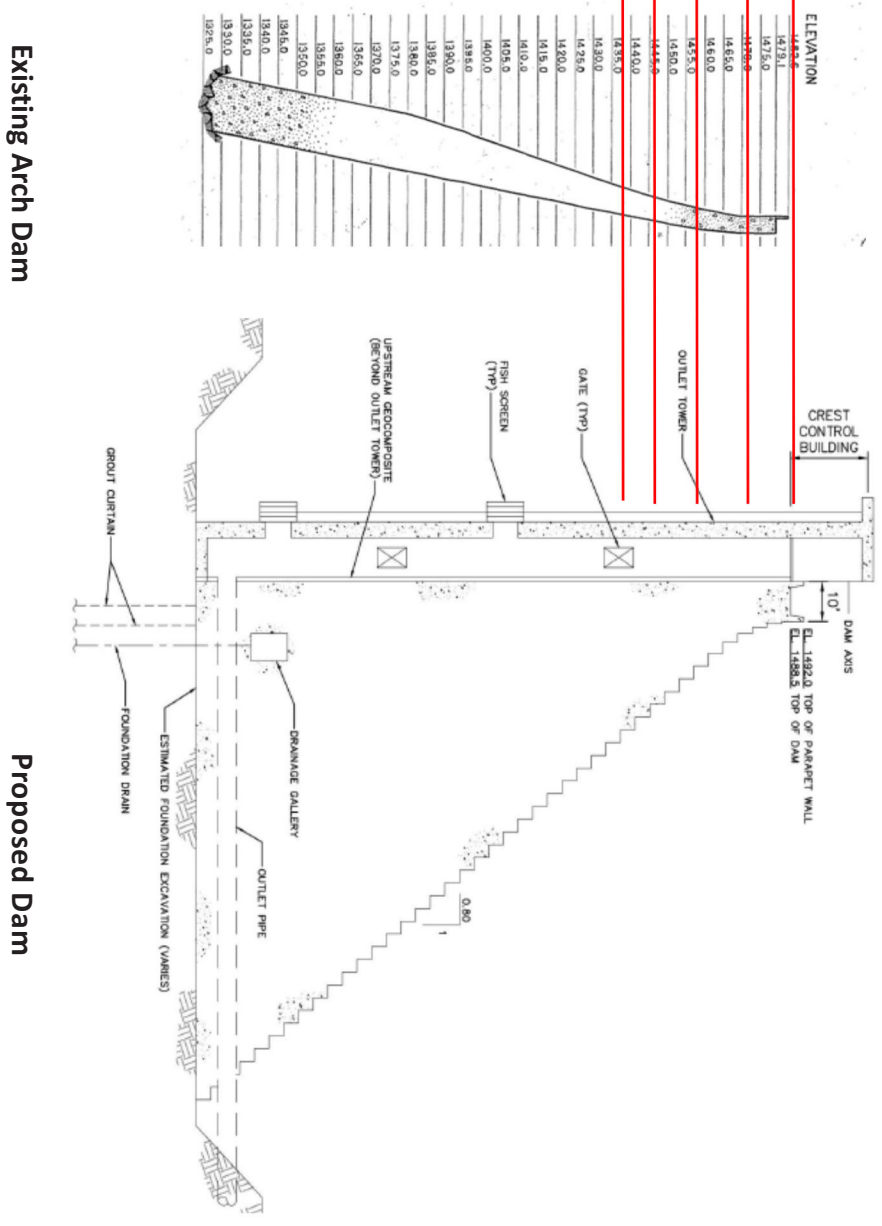 ELEVATION
1479.1
1475.0
1470.0
1465.0
1460.0
1455.0
1450.0
1445.0
1440.0
1435.0
1430.0
1425.0
1420.0
1415.0
1410.0
1405.0
1400.0
1395.0
1390.0
1385.0
1380.0
1375.0
1370.0
1365.0
1360.0
1355.0
1350.0
1345.0
1340.0
1335.0
1330.0
1325.0
Existing Arch Dam
CREST
CONTROL
BUILDING
OUTLET TOWER
GATE (TYP)
FISH SCREEN
(TYP)
UPSTREAM GEOCOMPOSITE
(BEYOND OUTLET TOWER)
GROUT CURTAIN
10'
DAM AXIS
EL. 1492.0 TOP OF PARAPET WALL
EL. 1488.5 TOP OF DAM
0.80
1
DRAINAGE GALLERY
OUTLET PIPE
ESTIMATED FOUNDATION EXCAVATION (VARIES)
FOUNDATION DRAIN
Proposed Dam